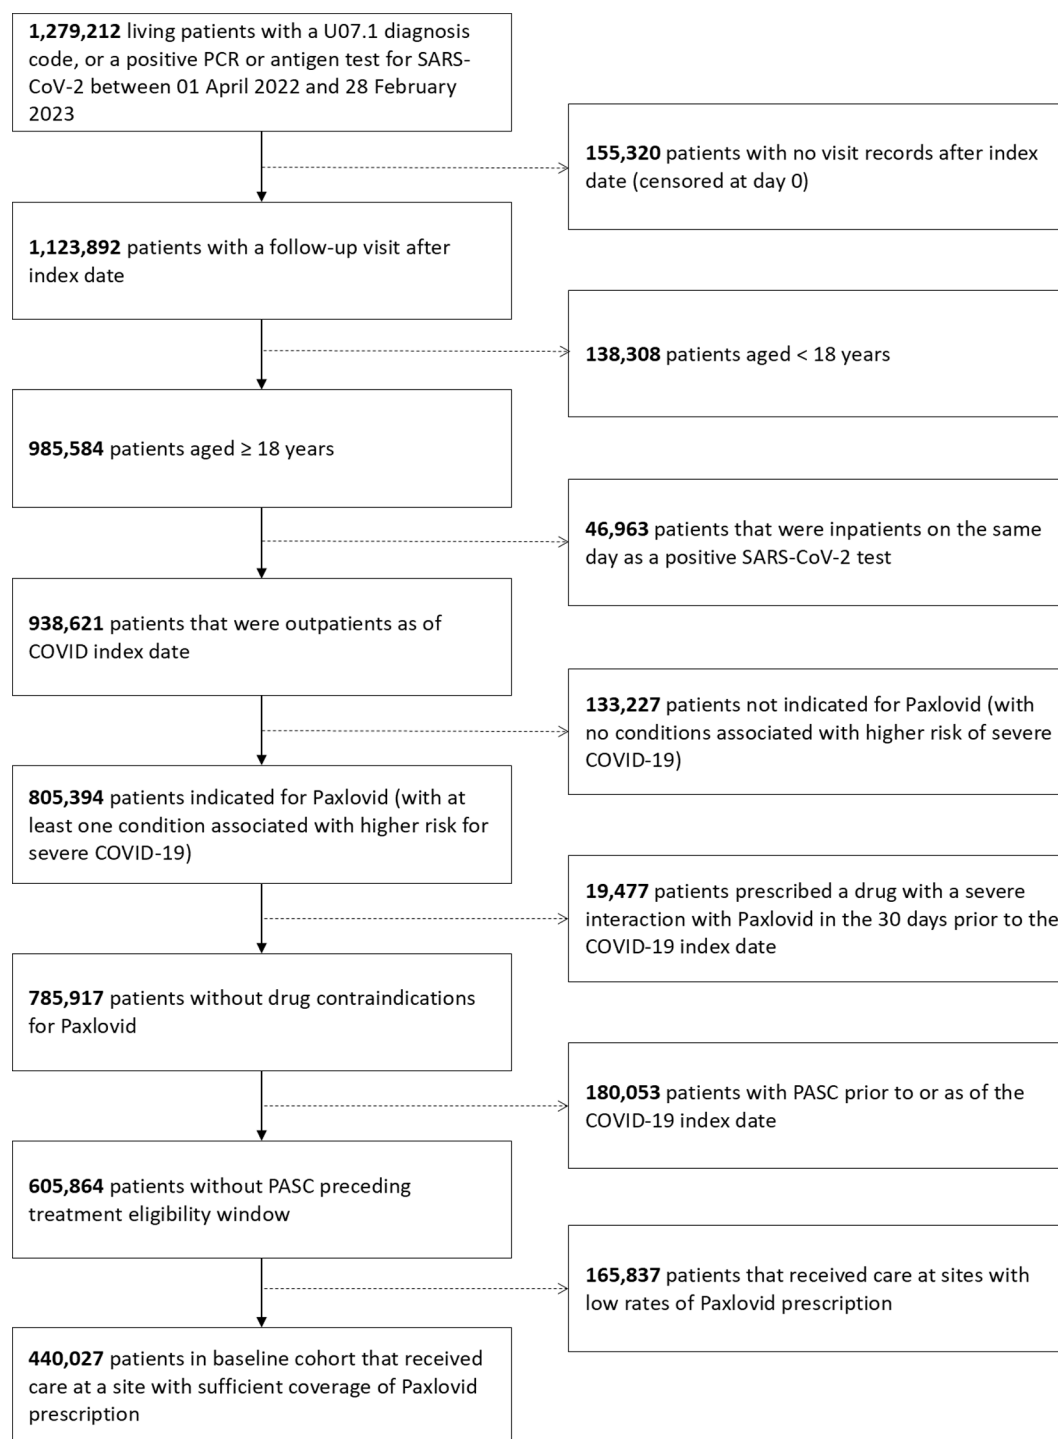 1,279,212 living patients with a U07.1 diagnosis
code, or a positive PCR or antigen test for SARS-
CoV-2 between 01 April 2022 and 28 February
2023
155,320 patients with no visit records after index
date (censored at day 0)
1,123,892 patients with a follow-up visit after
index date
138,308 patients aged < 18 years
985,584 patients aged ≥ 18 years
46,963 patients that were inpatients on the same
day as a positive SARS-CoV-2 test
938,621 patients that were outpatients as of
COVID index date
133,227 patients not indicated for Paxlovid (with
no conditions associated with higher risk of severe
COVID-19)
805,394 patients indicated for Paxlovid (with at
least one condition associated with higher risk for
severe COVID-19)
19,477 patients prescribed a drug with a severe
interaction with Paxlovid in the 30 days prior to the
COVID-19 index date
785,917 patients without drug contraindications
for Paxlovid
180,053 patients with PASC prior to or as of the
COVID-19 index date
605,864 patients without PASC preceding
treatment eligibility window
165,837 patients that received care at sites with
low rates of Paxlovid prescription
440,027 patients in baseline cohort that received
care at a site with sufficient coverage of Paxlovid
prescription